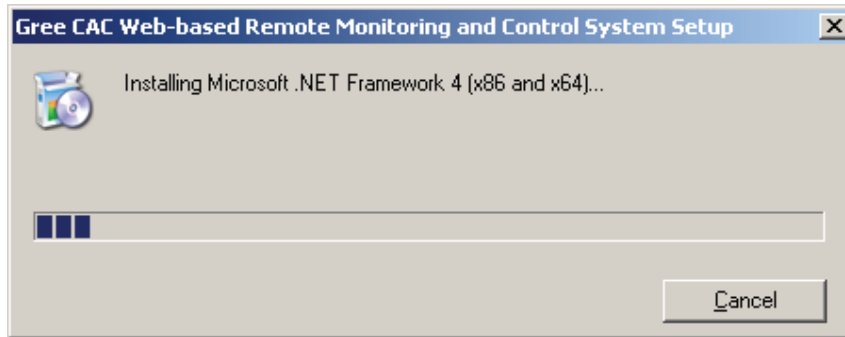 Gree CAC Web-based Remote Monitoring and Control System Setup
Installing Microsoft .NET Framework 4 (x86 and x64)...
Cancel